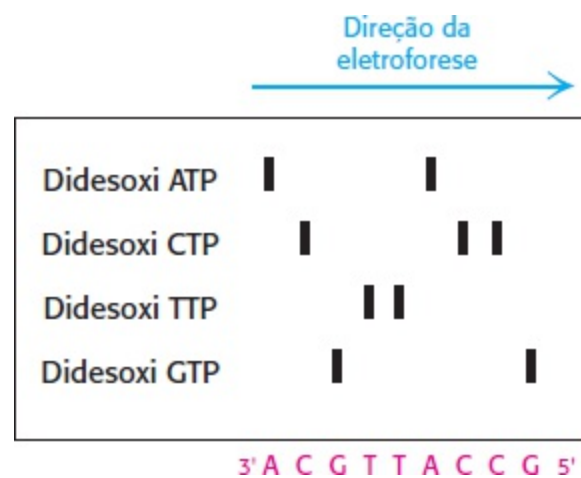 Direção da
eletroforese
Didesoxi ATP
Didesoxi CTP
Didesoxi TTP
Didesoxi GTP
3' A C G T T A C C G 5'